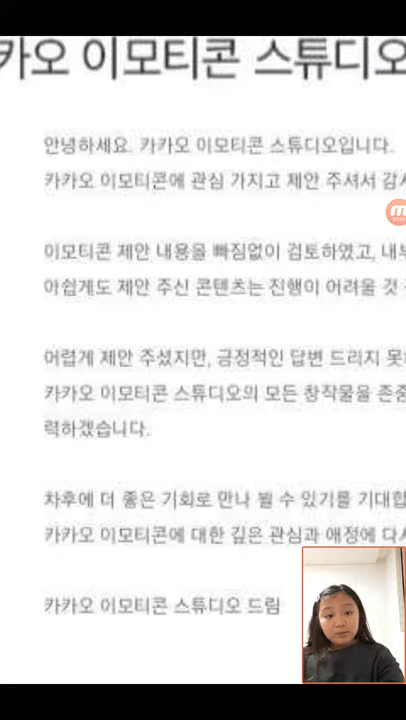 카카오 이모티콘 스튜디오
안녕하세요. 카카오 이모티콘 스튜디오입니다.
카카오 이모티콘에 관심 가지고 제안 주셔서 감
이모티콘 제안 내용을 빠짐없이 검토하였고, 내부
아쉽게도 제안 주신 콘텐츠는 진행이 어려울 것
어렵게 제안 주셨지만, 긍정적인 답변 드리지 못
카카오 이모티콘 스튜디오의 모든 창작물을 존중
력하겠습니다.
차후에 더 좋은 기회로 만나 뵐 수 있기를 기대합
카카오 이모티콘에 대한 깊은 관심과 애정에 다시
카카오 이모티콘 스튜디오 드림